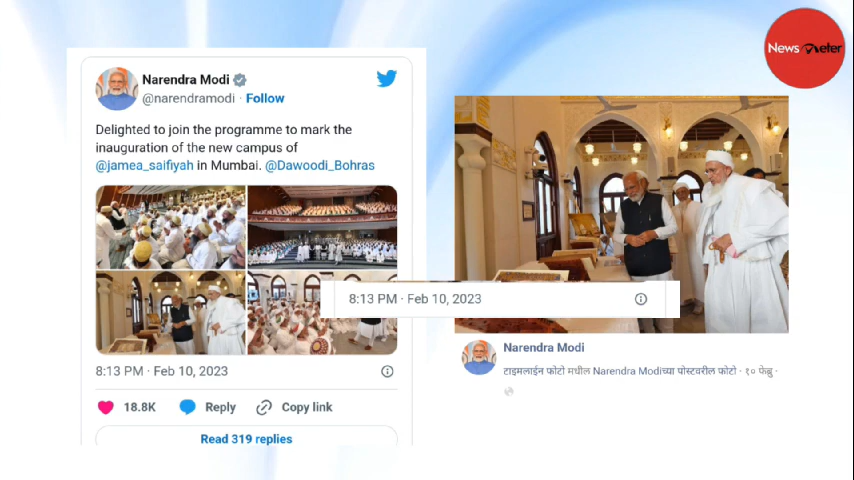 News meter
Narendra Modi
@narendramodi · Follow
Delighted to join the programme to mark the
inauguration of the new campus of
@jamea_saifiyah in Mumbai. @Dawoodi_Bohras
8:13 PM · Feb 10, 2023
8:13 PM · Feb 10, 2023
18.8K Reply Copy link
Read 319 replies
Narendra Modi
टाइमलाईन फोटो मधील Narendra Modiच्या पोस्टवरील फोटो · १० फेब्रु ·